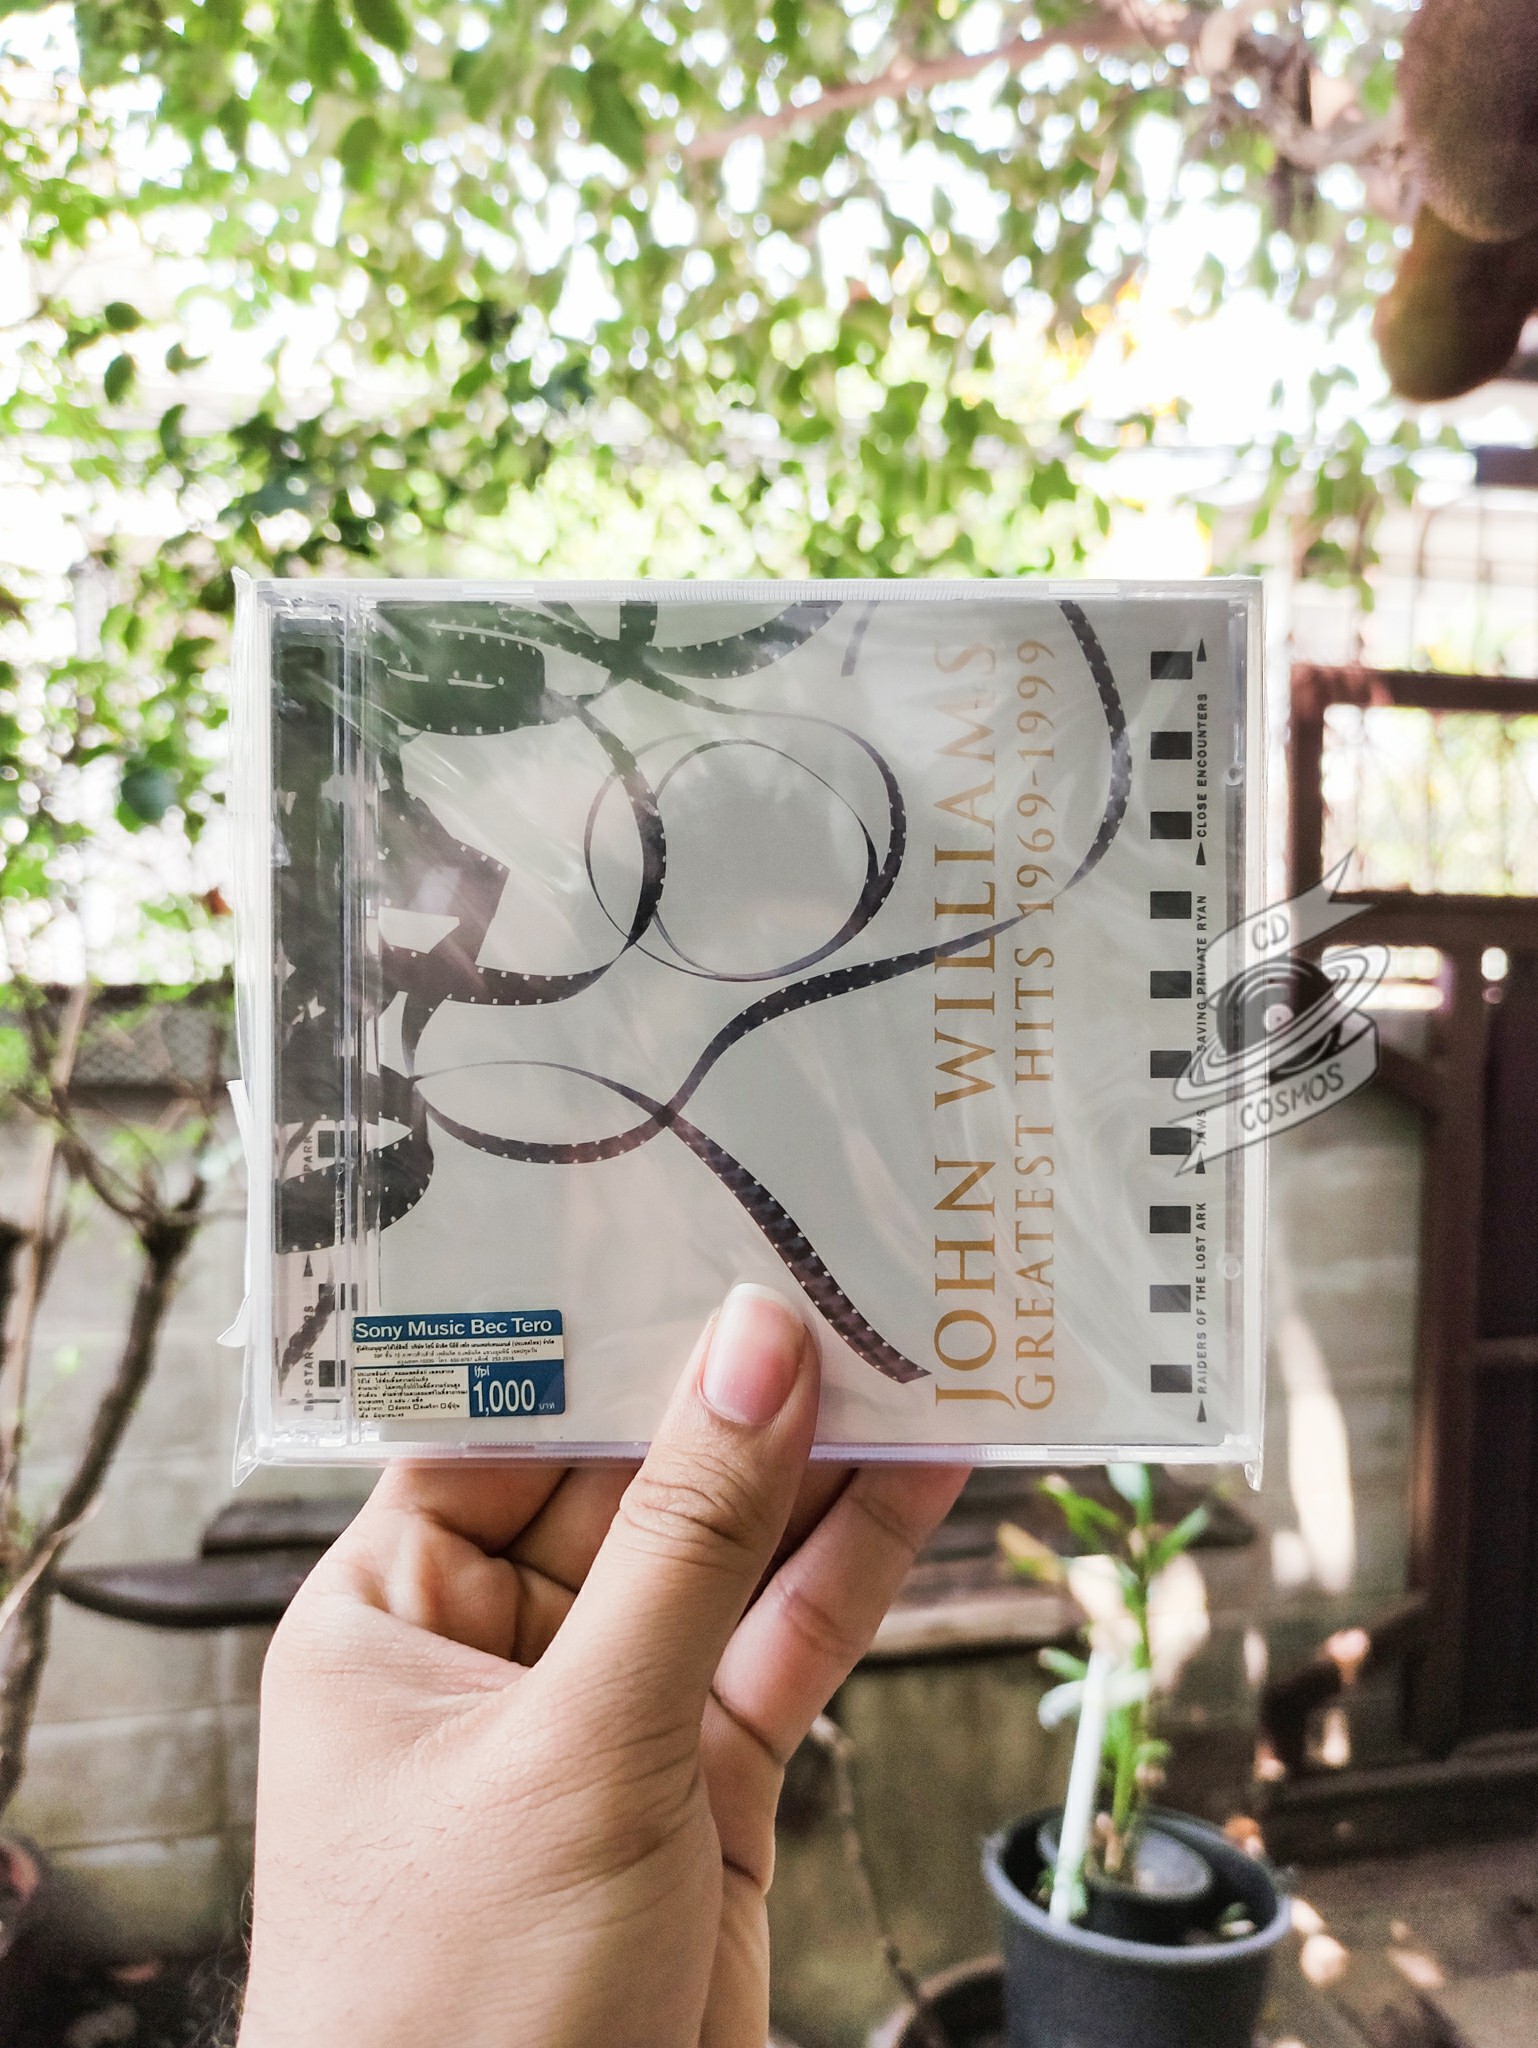 JOHN WILLIAMS
GREATEST HITS 1969-1999
RAIDERS OF THE LOST ARK
JAWS
SAVING PRIVATE RYAN
CLOSE ENCOUNTERS
PARK
STAR
Sony Music Bec Tero
lfpl
1,000
บาท
CD
COSMOS